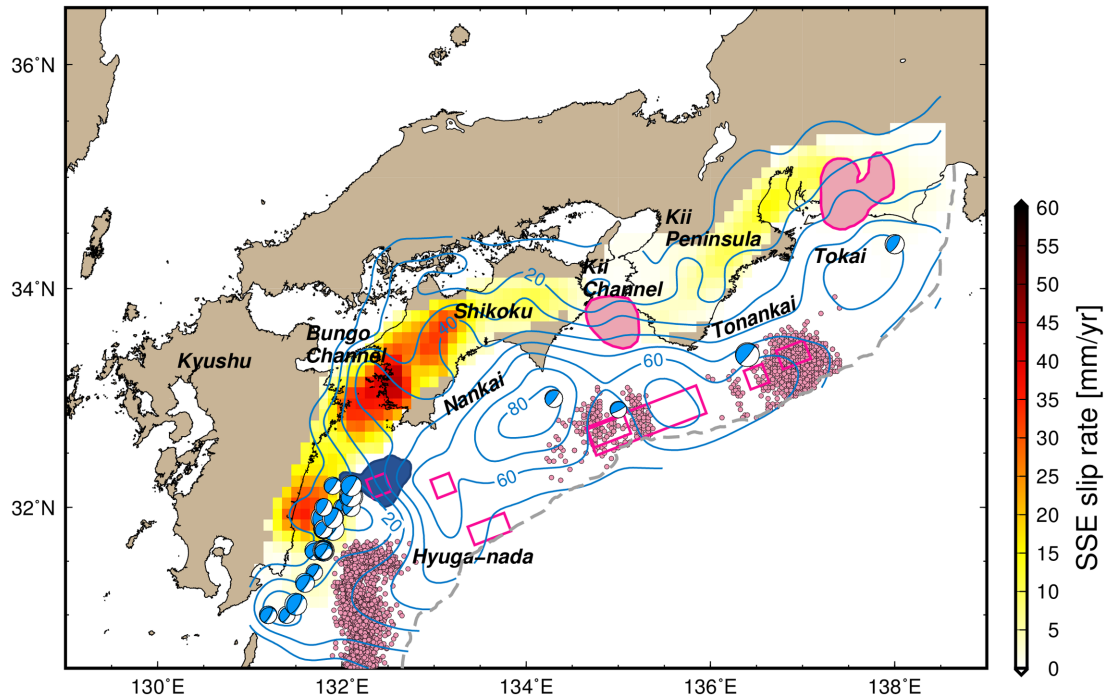 36°N
34°N
32°N
130°E
132°E
134°E
136°E
138°E
Kii
Peninsula
Tokai
Kii
Channel
20
Shikoku
Tonankai
Bungo
Channel
40
Kyushu
60
Nankai
80
60
20
Hyuga-nada
60
55
50
45
40
35
30
25
20
15
10
5
0
SSE slip rate [mm/yr]